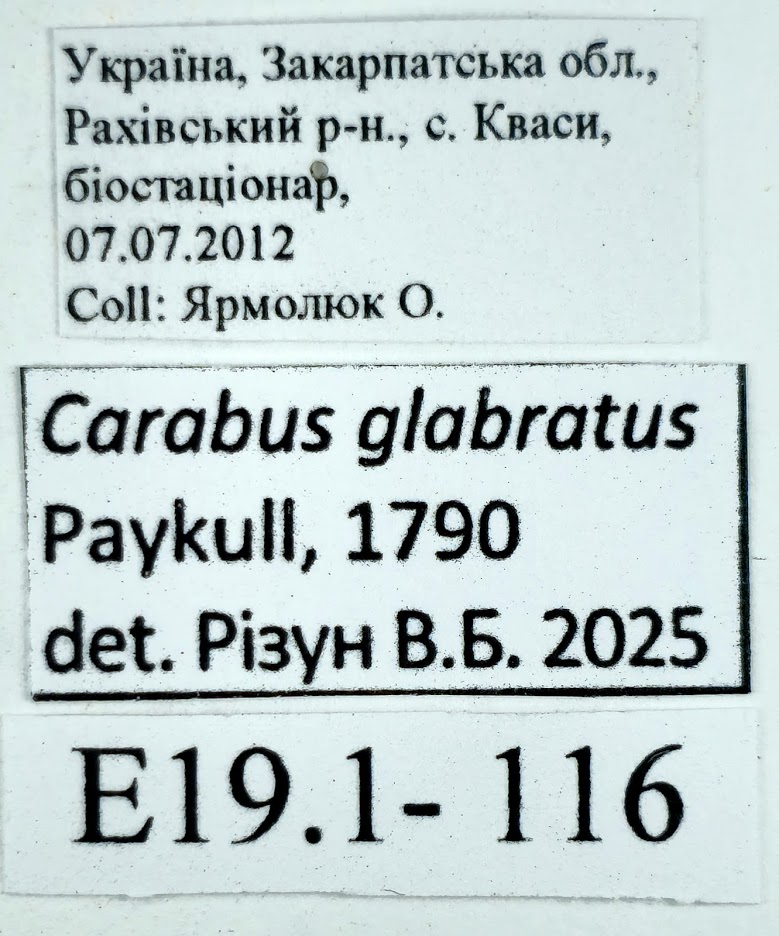 Україна, Закарпатська обл.,
Рахівський р-н., с. Кваси,
біостаціонар,
07.07.2012
Coll: Ярмолюк О.
Carabus glabratus
Paykull, 1790
det. Різун В.Б. 2025
E19.1- 116